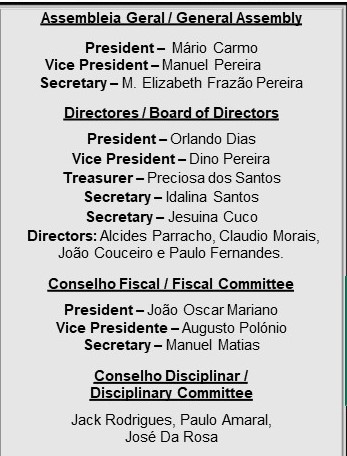 Assembleia Geral / General Assembly
President – Mário Carmo
Vice President – Manuel Pereira
Secretary – M. Elizabeth Frazão Pereira
Directores / Board of Directors
President – Orlando Dias
Vice President – Dino Pereira
Treasurer – Preciosa dos Santos
Secretary – Idalina Santos
Secretary – Jesuina Cuco
Directors: Alcides Parracho, Claudio Morais,
João Couceiro e Paulo Fernandes.
Conselho Fiscal / Fiscal Committee
President – João Oscar Mariano
Vice Presidente – Augusto Polónio
Secretary – Manuel Matias
Conselho Disciplinar /
Disciplinary Committee
Jack Rodrigues, Paulo Amaral,
José Da Rosa